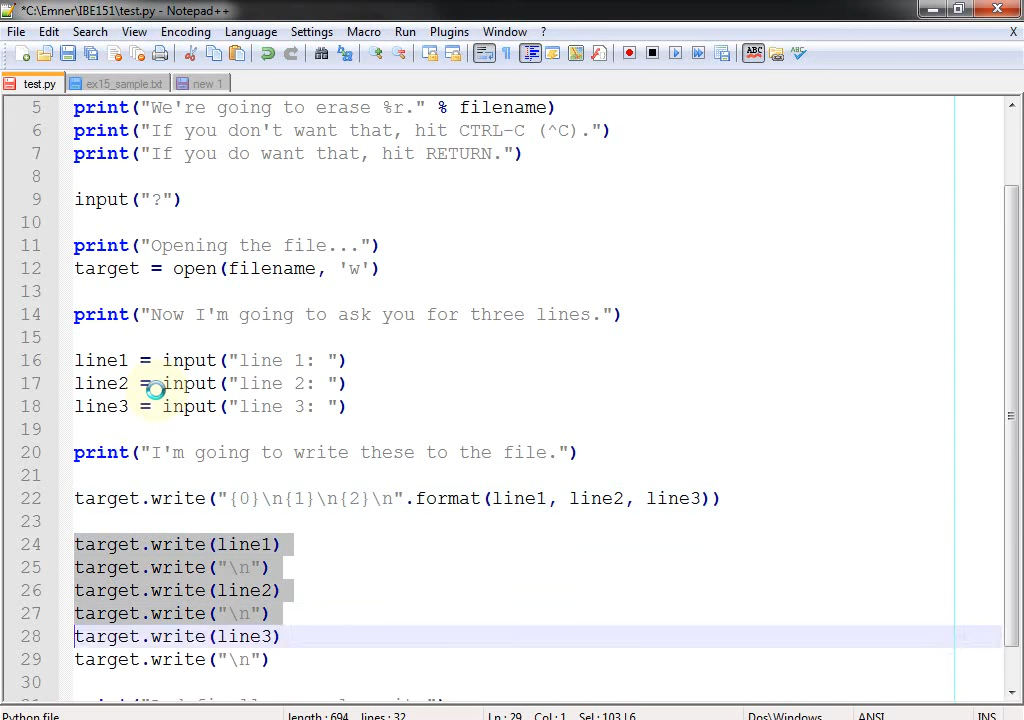 *C:\Emner\IBE151\test.py - Notepad++
File Edit Search View Encoding Language Settings Macro Run Plugins Window ? X
ABC ABC
test.py ex15_sample.txt new 1
5 print("We're going to erase %r." % filename)
6 print("If you don't want that, hit CTRL-C (^C).")
7 print("If you do want that, hit RETURN.")
8
9 input("?")
10
11 print("Opening the file...")
12 target = open(filename, 'w')
13
14 print("Now I'm going to ask you for three lines.")
15
16 line1 = input("line 1: ")
17 line2 = input("line 2: ")
18 line3 = input("line 3: ")
19
20 print("I'm going to write these to the file.")
21
22 target.write("{0}\n{1}\n{2}\n".format(line1, line2, line3))
23
24 target.write(line1)
25 target.write("\n")
26 target.write(line2)
27 target.write("\n")
28 target.write(line3)
29 target.write("\n")
30
Python file length : 694 lines : 32 Ln : 29 Col : 1 Sel : 103 | 6 Dos\Windows ANSI INS